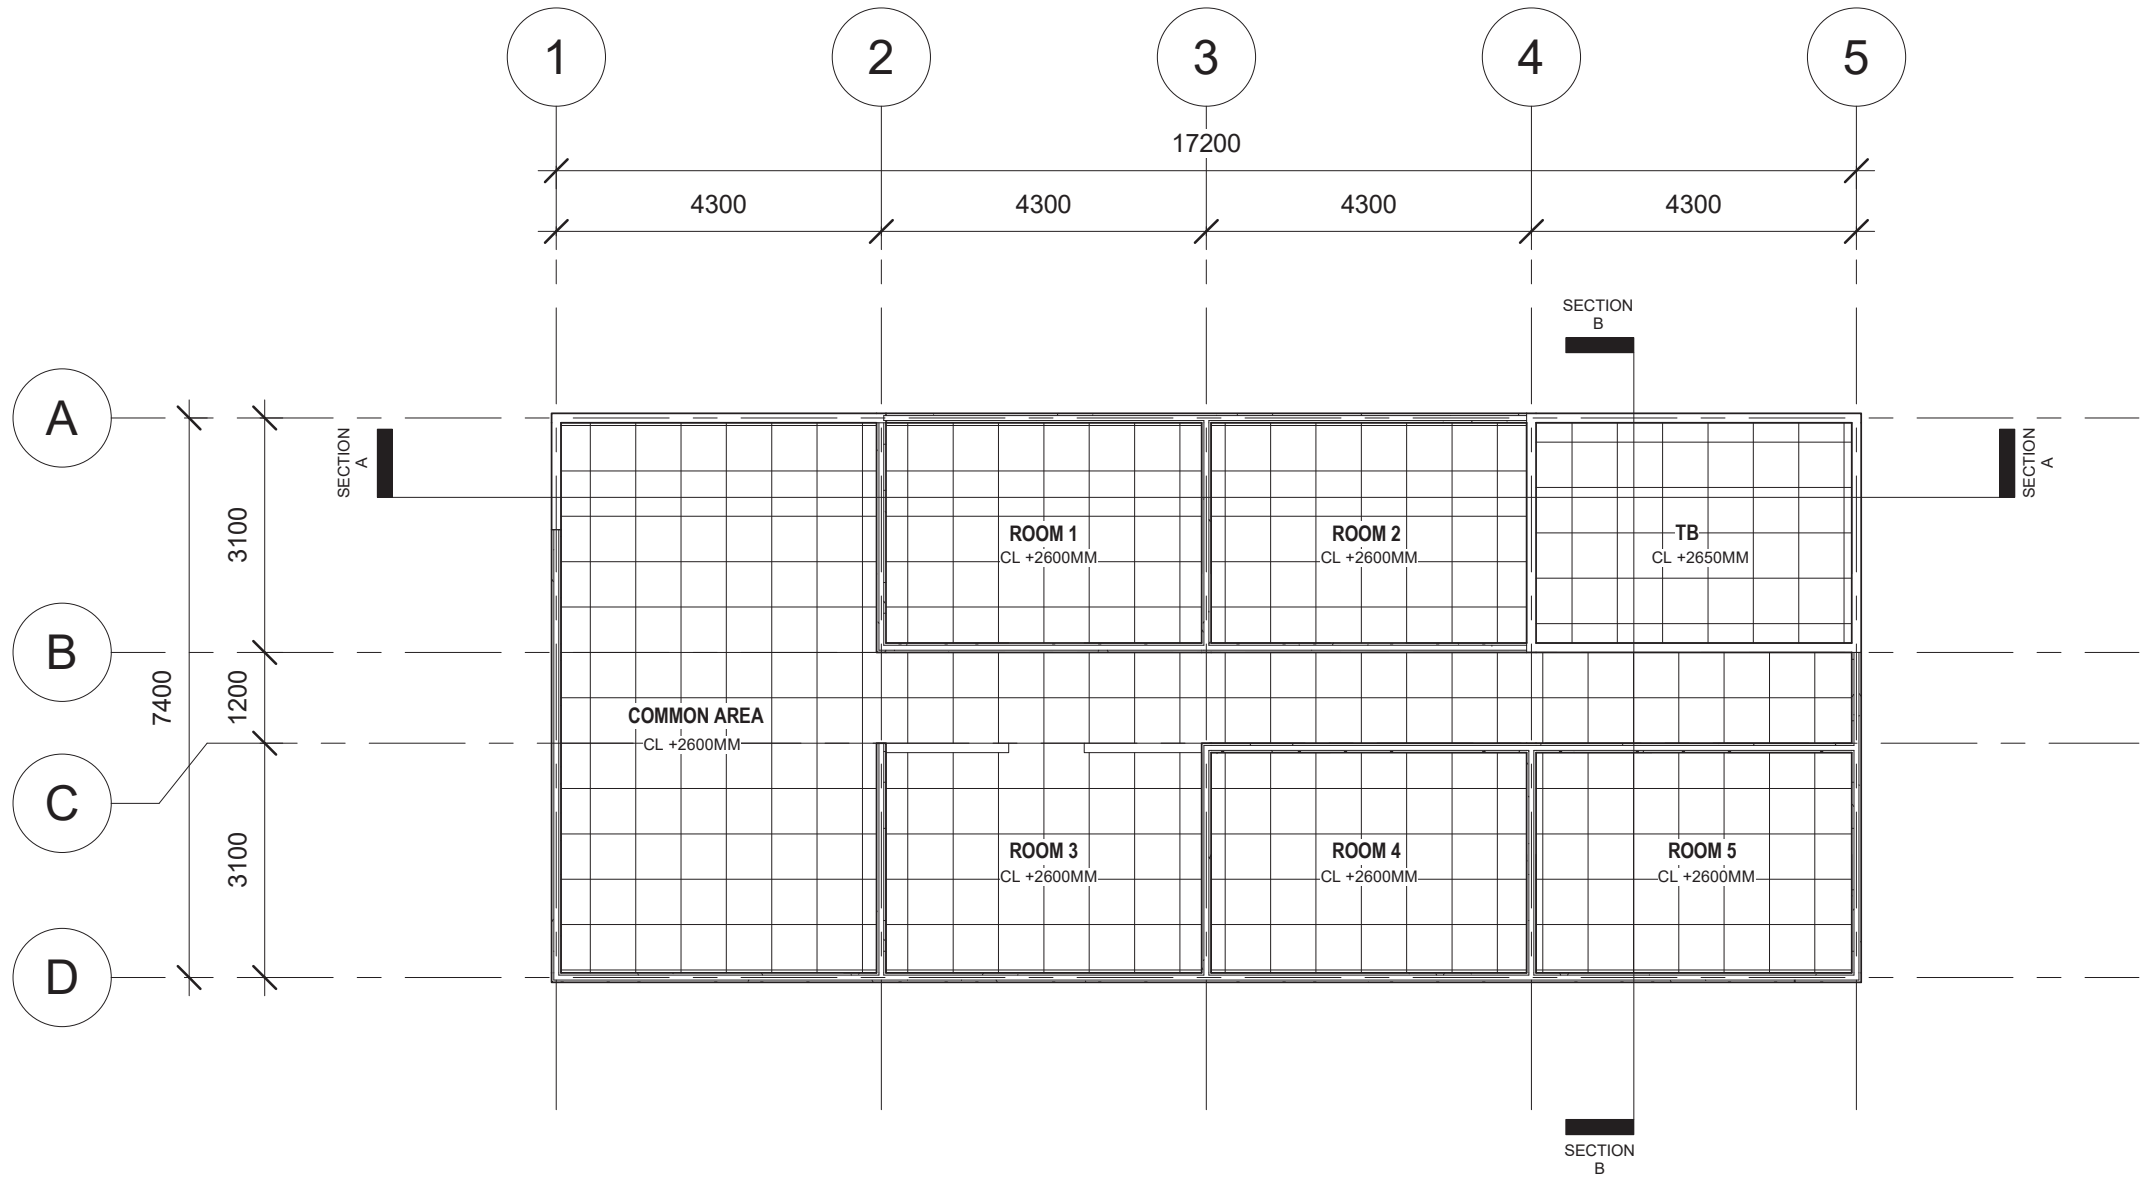 1
2
3
4
5
17200
4300
4300
4300
4300
SECTION
B
A
SECTION
A
SECTION
A
3100
ROOM 1
CL +2600MM
ROOM 2
CL +2600MM
TB
CL +2650MM
B
7400
1200
COMMON AREA
CL +2600MM
C
3100
ROOM 3
CL +2600MM
ROOM 4
CL +2600MM
ROOM 5
CL +2600MM
D
SECTION
B